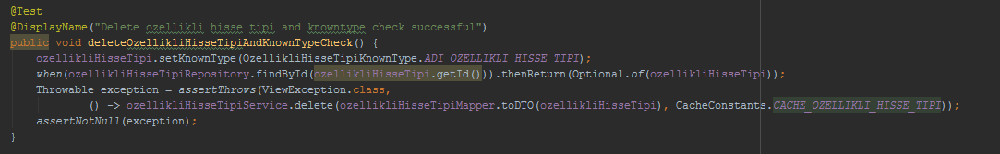 @Test
@DisplayName("Delete ozellikli hisse tipi and knowntype check successful")
public void deleteOzellikliHisseTipiAndKnownTypeCheck() {
ozellikliHisseTipi.setKnownType(OzellikliHisseTipiKnownType.ADI_OZELLIKLI_HISSE_TIPI);
when(ozellikliHisseTipiRepository.findById(ozellikliHisseTipi.getId())).thenReturn(Optional.of(ozellikliHisseTipi));
Throwable exception = assertThrows(ViewException.class,
() -> ozellikliHisseTipiService.delete(ozellikliHisseTipiMapper.toDTO(ozellikliHisseTipi), CacheConstants.CACHE_OZELLIKLI_HISSE_TIPI));
assertNotNull(exception);
}